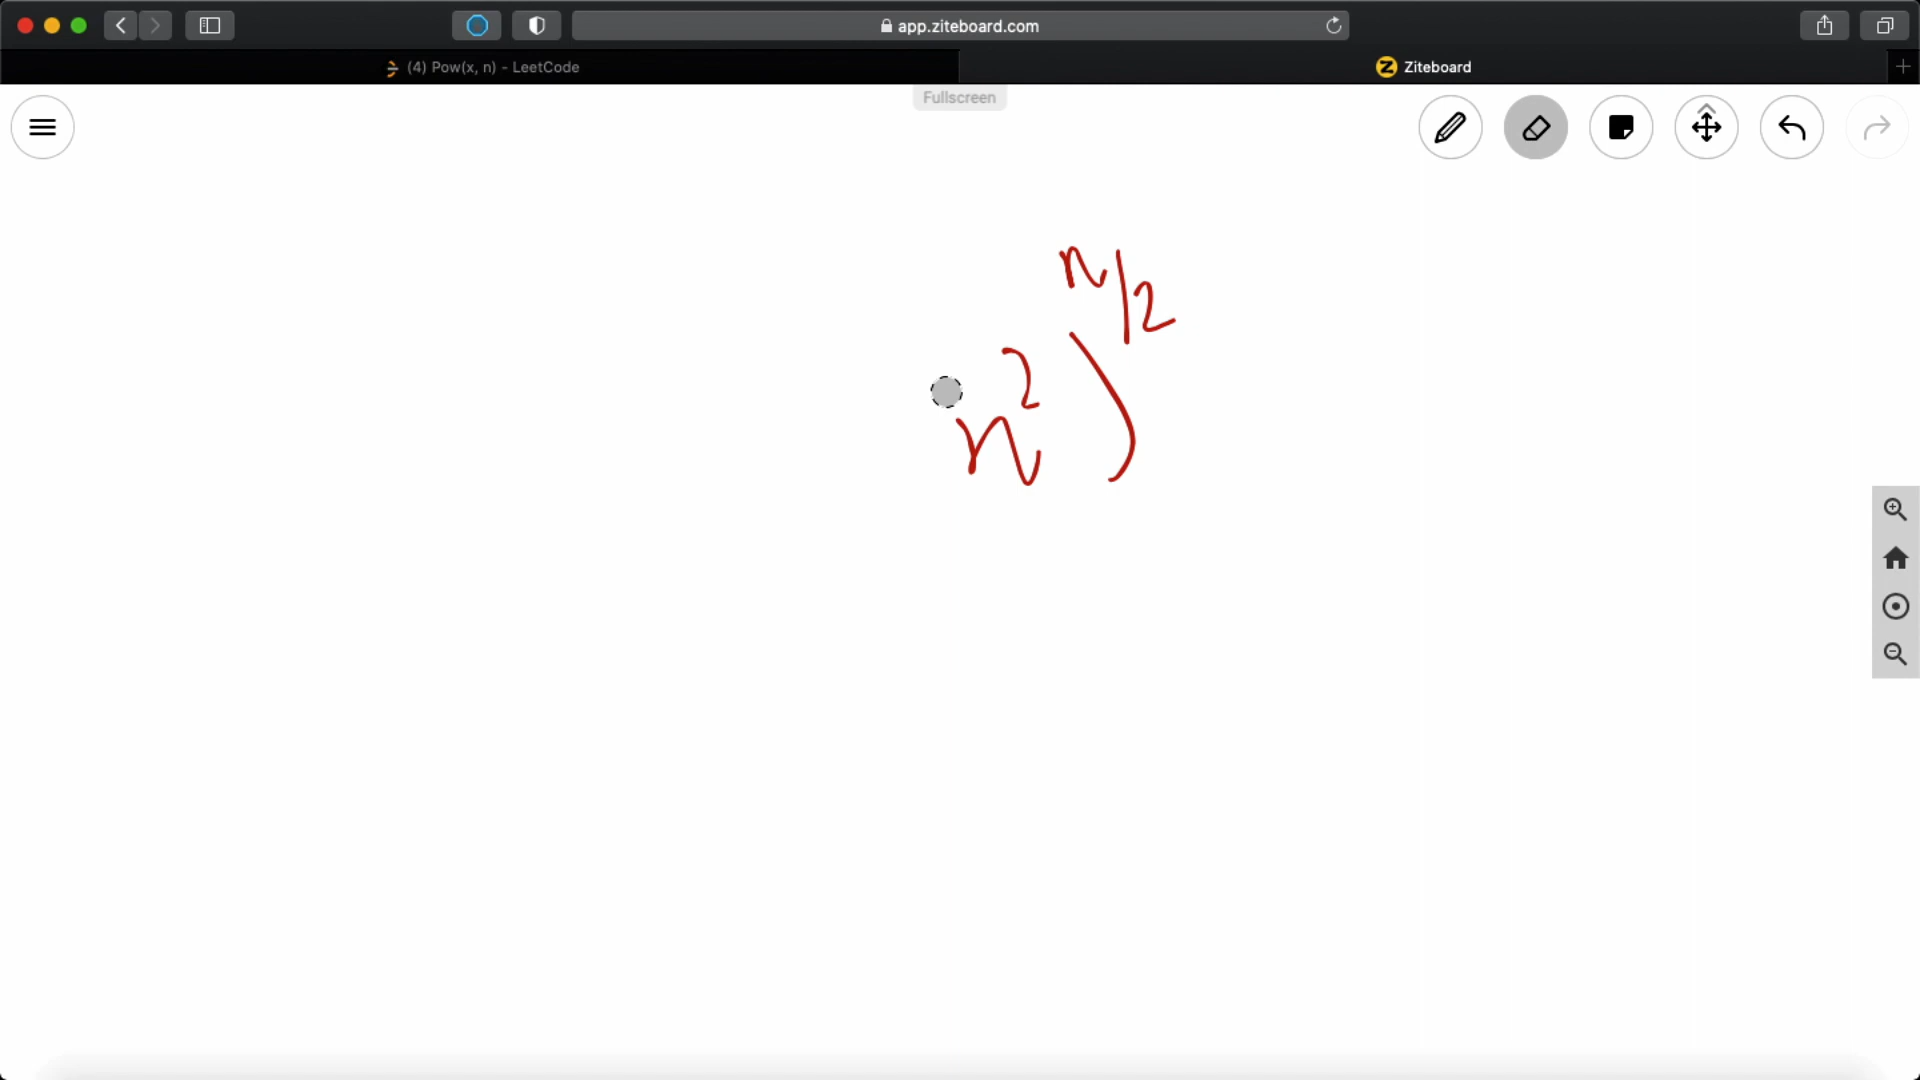 app.ziteboard.com
(4) Pow(x, n) - LeetCode
Ziteboard
Fullscreen
n/2
n²)